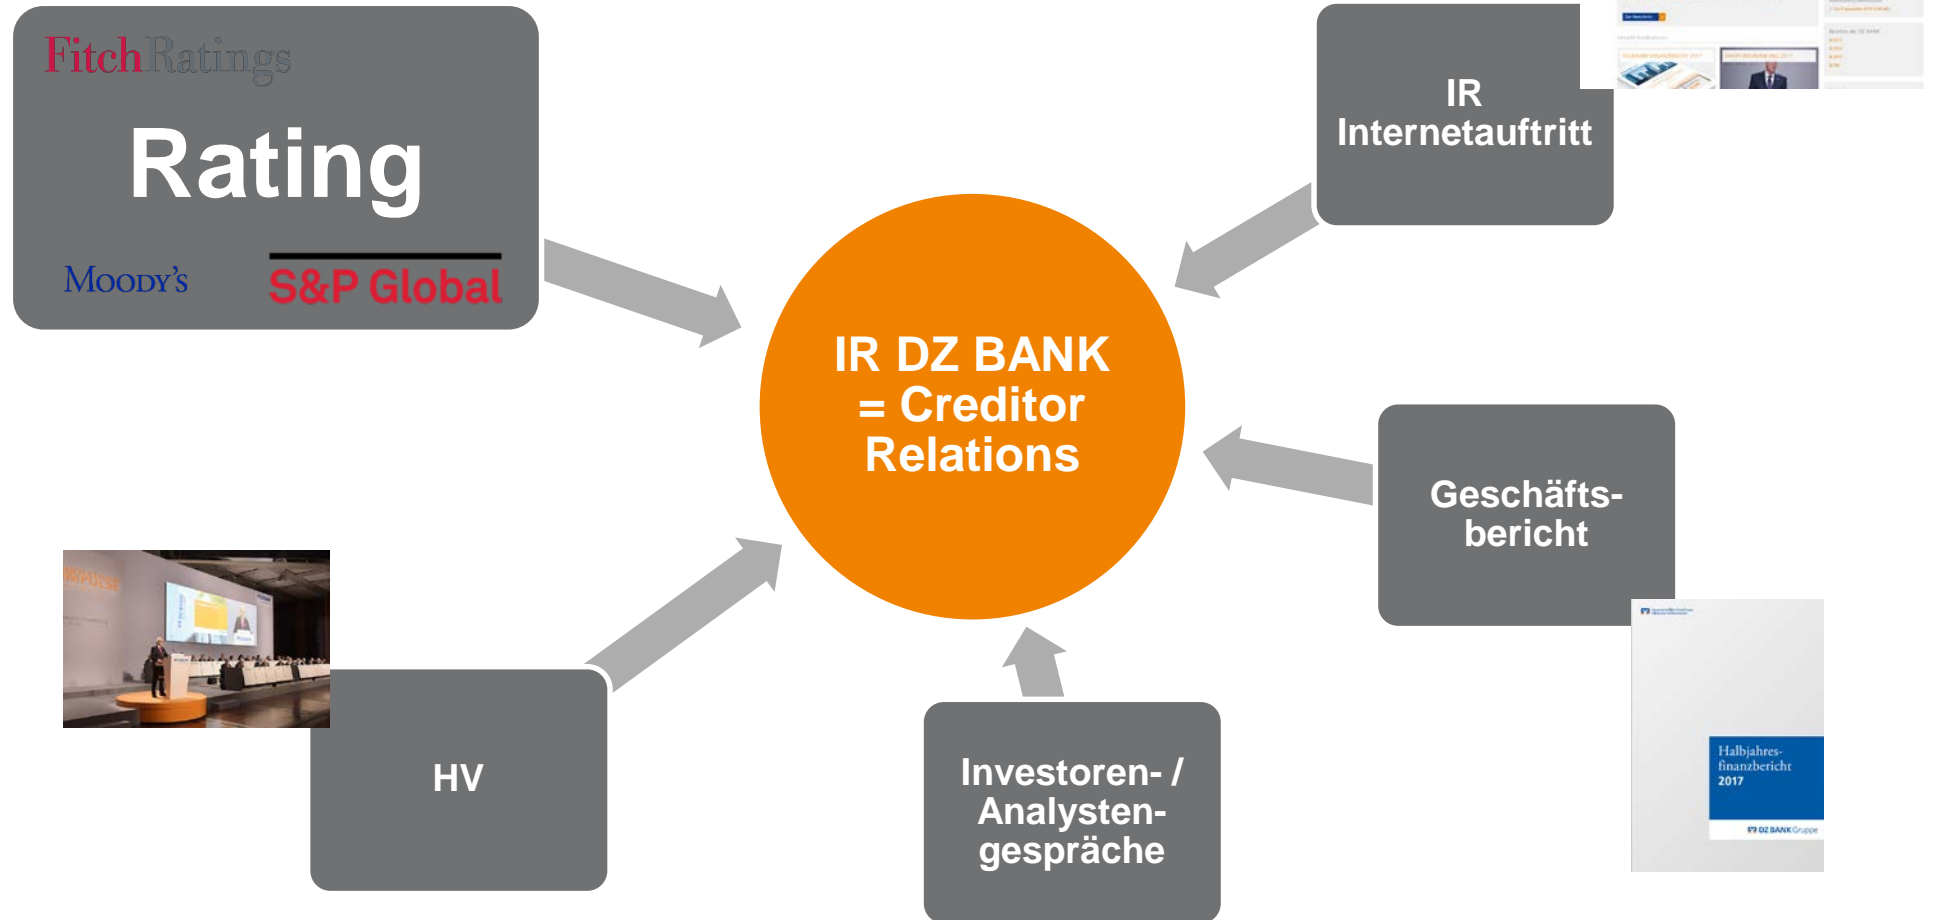 FitchRatings
Rating
MOODY'S
S&P Global
IR
Internetauftritt
IR DZ BANK
= Creditor
Relations
Geschäfts-
bericht
HV
Investoren- /
Analysten-
gespräche
Halbjahres-
finanzbericht
2017
DZ BANK Gruppe